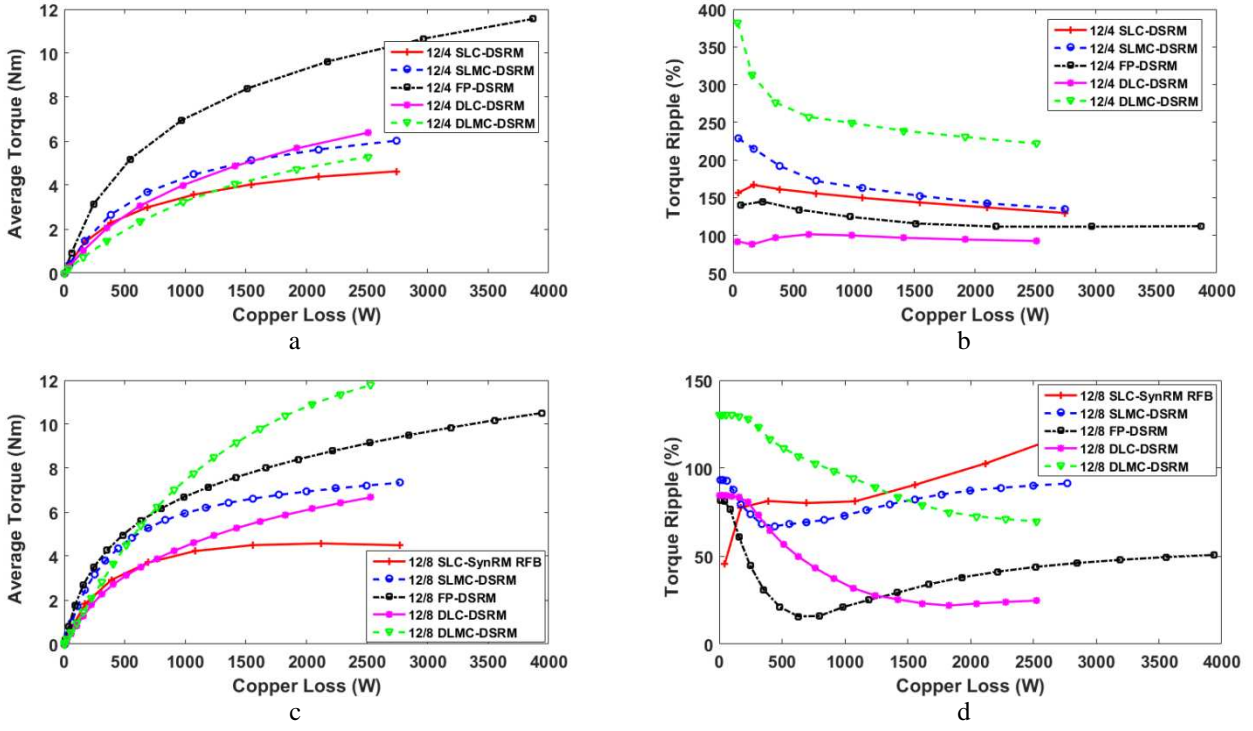 12
10
8
6
4
2
0
Average Torque (Nm)
12/4 SLC-DSRM
12/4 SLMC-DSRM
12/4 FP-DSRM
12/4 DLC-DSRM
12/4 DLMC-DSRM
0 500 1000 1500 2000 2500 3000 3500 4000
Copper Loss (W)
a
400
350
300
250
200
150
100
50
Torque Ripple (%)
12/4 SLC-DSRM
12/4 SLMC-DSRM
12/4 FP-DSRM
12/4 DLC-DSRM
12/4 DLMC-DSRM
0 500 1000 1500 2000 2500 3000 3500 4000
Copper Loss (W)
b
12
10
8
6
4
2
0
Average Torque (Nm)
12/8 SLC-SynRM RFB
12/8 SLMC-DSRM
12/8 FP-DSRM
12/8 DLC-DSRM
12/8 DLMC-DSRM
0 500 1000 1500 2000 2500 3000 3500 4000
Copper Loss (W)
c
150
100
50
0
Torque Ripple (%)
12/8 SLC-SynRM RFB
12/8 SLMC-DSRM
12/8 FP-DSRM
12/8 DLC-DSRM
12/8 DLMC-DSRM
0 500 1000 1500 2000 2500 3000 3500 4000
Copper Loss (W)
d